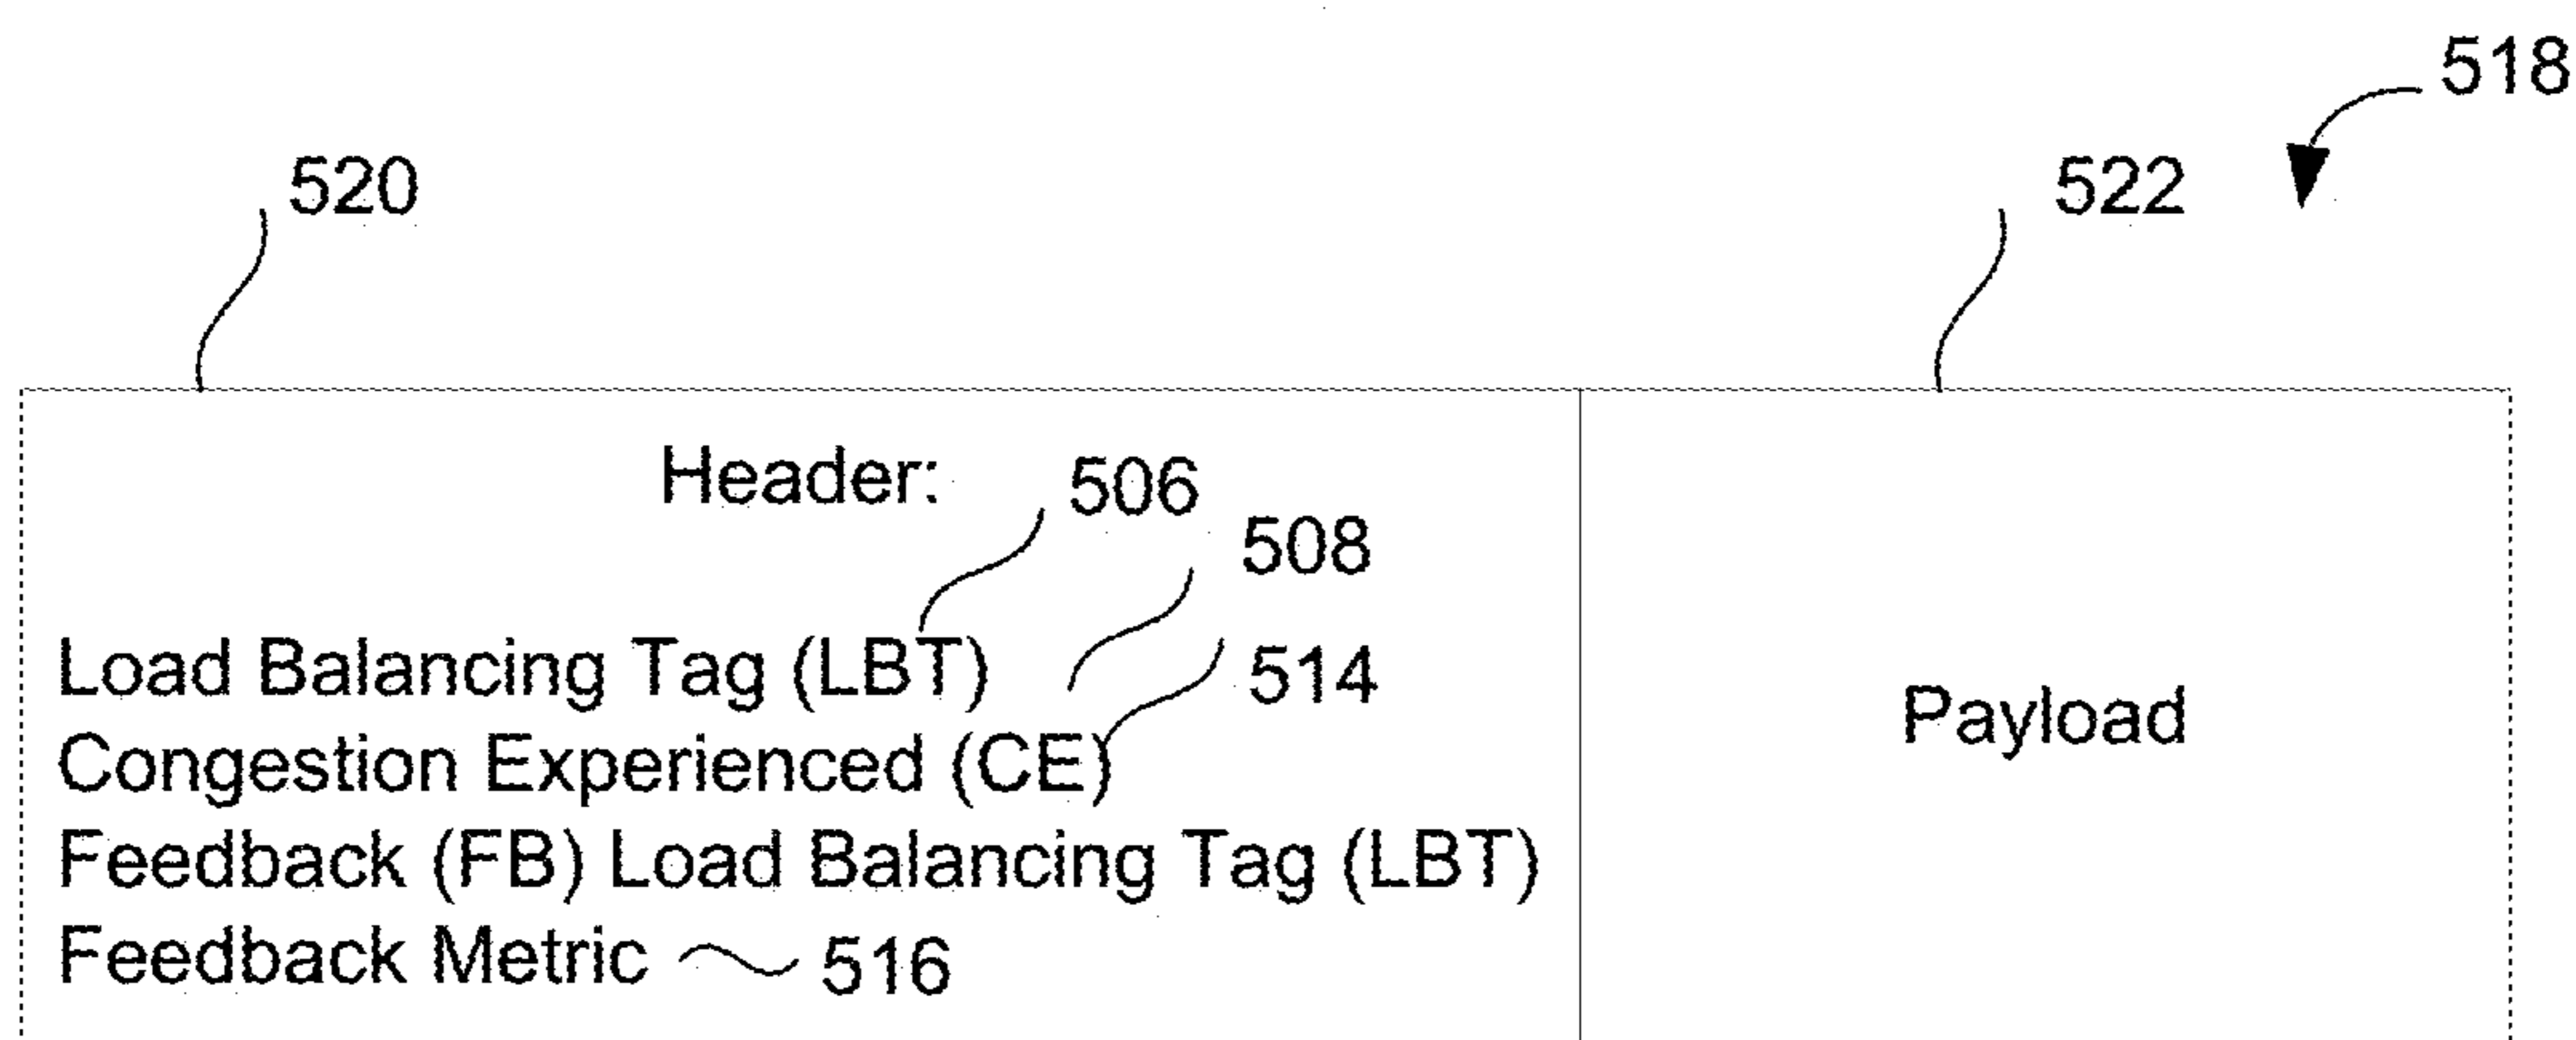 518
520
522
Header:
506
508
Load Balancing Tag (LBT)
514
Congestion Experienced (CE)
Payload
Feedback (FB) Load Balancing Tag (LBT)
Feedback Metric 516